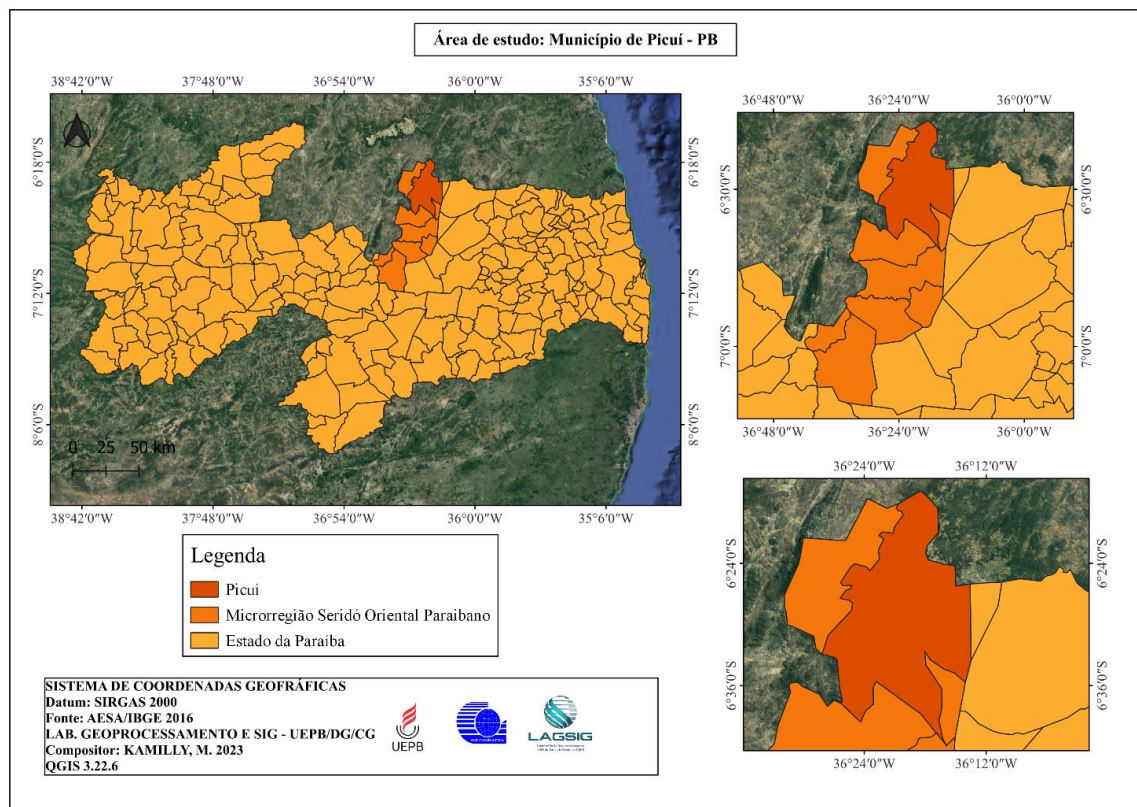 Área de estudo: Município de Picuí - PB
38°42'0"W 37°48'0"W 36°54'0"W 36°0'0"W 35°6'0"W
6°18'0"S
7°12'0"S
8°6'0"S
6°18'0"S
7°12'0"S
8°6'0"S
0 25 50 km
38°42'0"W 37°48'0"W 36°54'0"W 36°0'0"W 35°6'0"W
36°48'0"W 36°24'0"W 36°0'0"W
6°30'0"S
7°0'0"S
6°30'0"S
7°0'0"S
36°48'0"W 36°24'0"W 36°0'0"W
36°24'0"W 36°12'0"W
6°24'0"S
6°36'0"S
6°24'0"S
6°36'0"S
36°24'0"W 36°12'0"W
Legenda
Picuí
Microrregião Seridó Oriental Paraibano
Estado da Paraíba
SISTEMA DE COORDENADAS GEOFRÁFICAS
Datum: SIRGAS 2000
Fonte: AESA/IBGE 2016
LAB. GEOPROCESSAMENTO E SIG - UEPB/DG/CG
Compositor: KAMILLY, M. 2023
QGIS 3.22.6
UEPB
GEOGRAFIA
LAGSIG